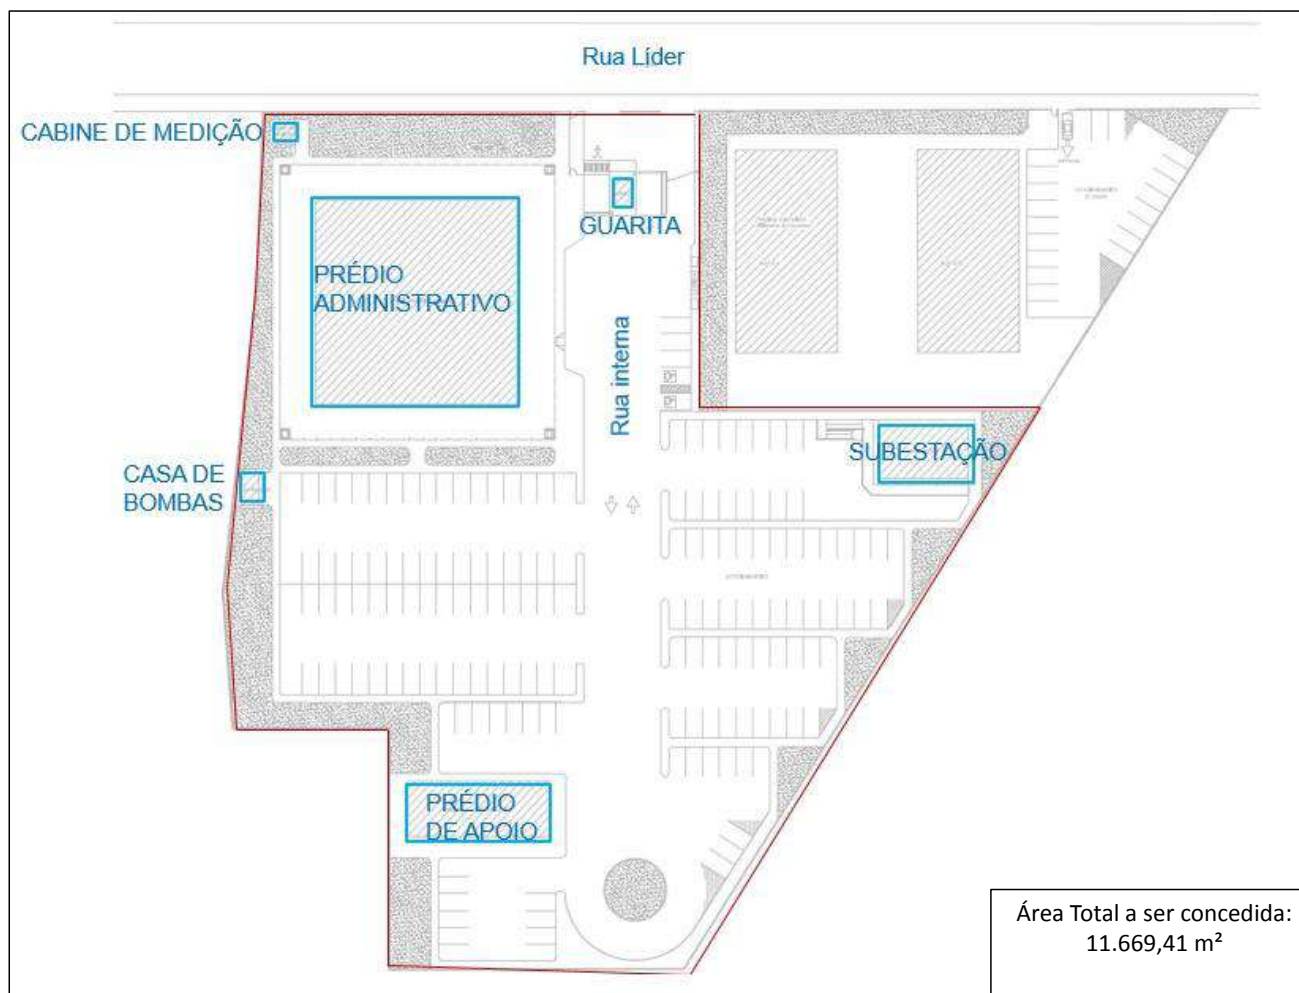 Rua Líder
CABINE DE MEDIÇÃO
GUARITA
PRÉDIO
ADMINISTRATIVO
Rua interna
CASA DE
BOMBAS
SUBESTAÇÃO
PRÉDIO
DE APOIO
Área Total a ser concedida:
11.669,41 m²